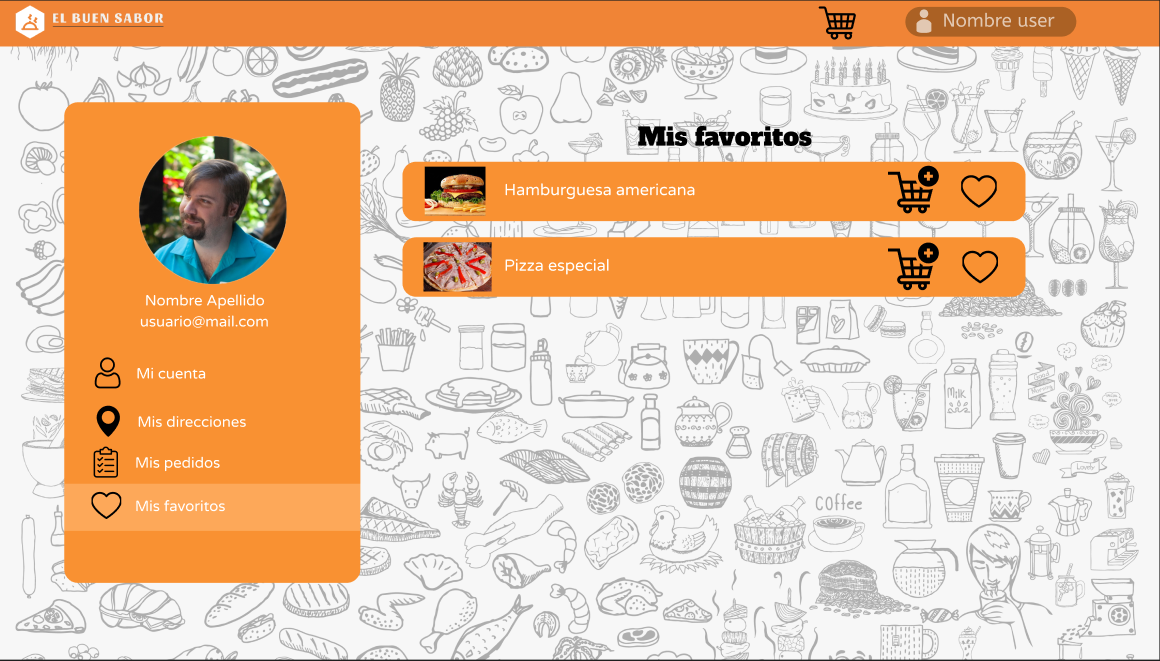 EL BUEN SABOR
Nombre user
Mis favoritos
Hamburguesa americana
Pizza especial
Nombre Apellido
usuario@mail.com
Mi cuenta
Mis direcciones
Mis pedidos
Mis favoritos
MILK
COFFEE
Lovely